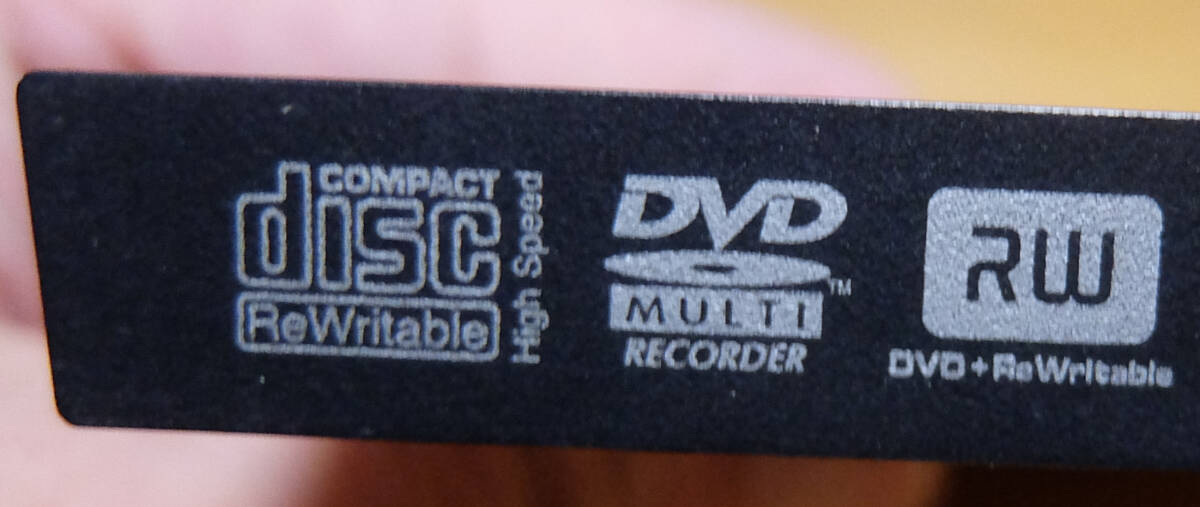 COMPACT
disc
ReWritable
High Speed
DVD
MULTI
RECORDER
TM
RW
DVD+ReWritable